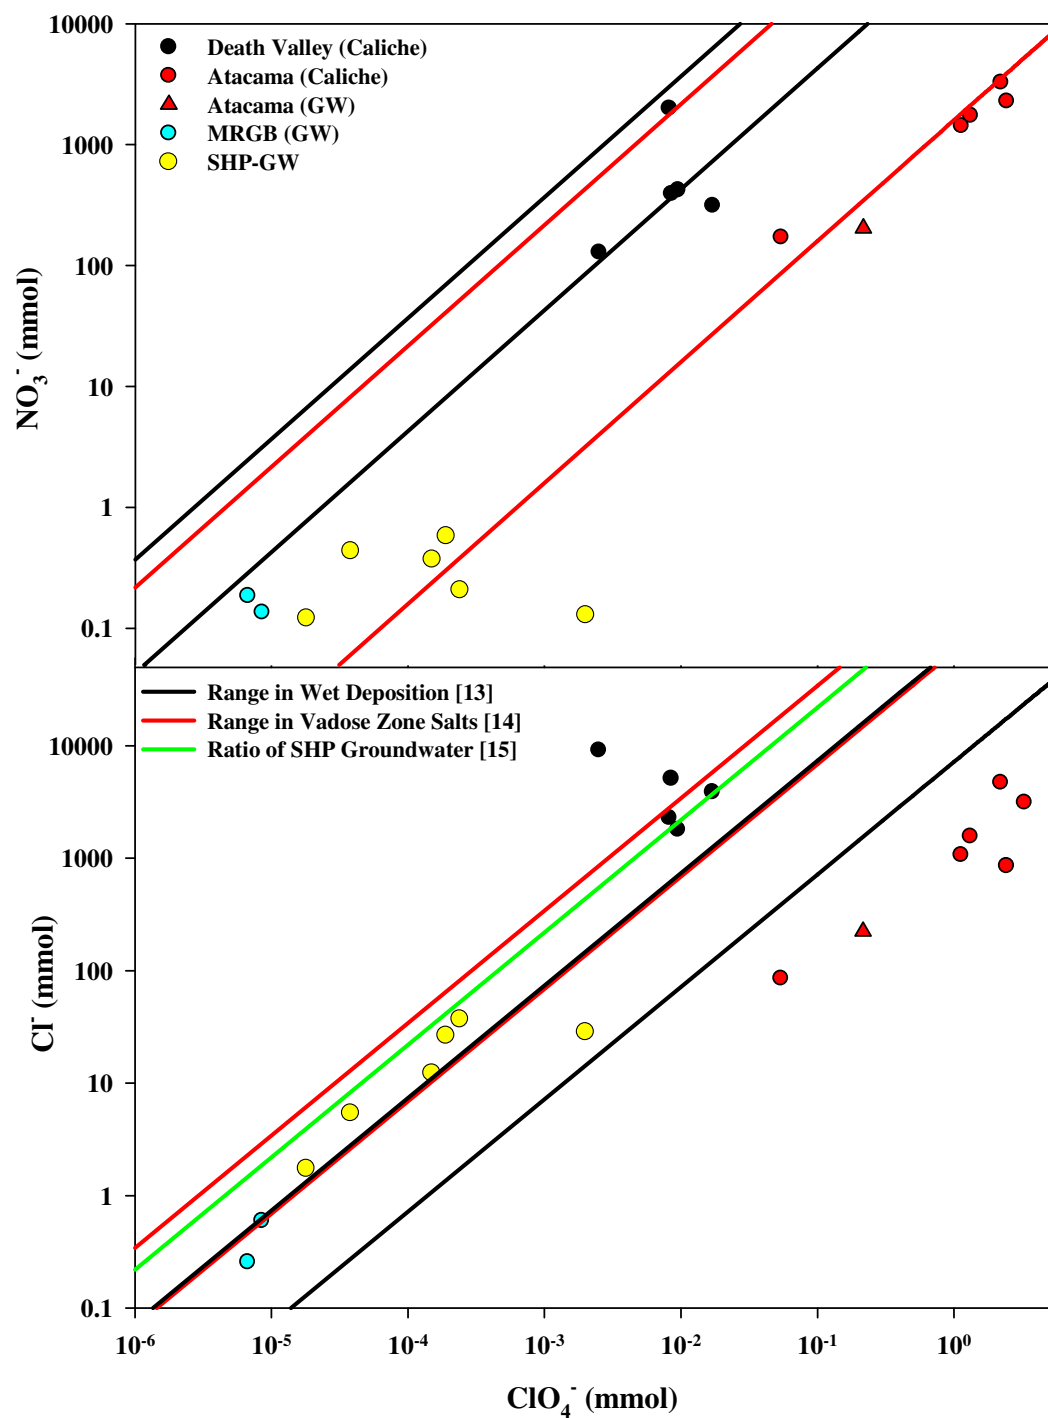 10000
1000
100
10
1
0.1
NO₃⁻ (mmol)
Death Valley (Caliche)
Atacama (Caliche)
Atacama (GW)
MRGB (GW)
SHP-GW
Range in Wet Deposition [13]
Range in Vadose Zone Salts [14]
Ratio of SHP Groundwater [15]
10000
1000
100
10
1
0.1
Cl⁻ (mmol)
10⁻⁶ 10⁻⁵ 10⁻⁴ 10⁻³ 10⁻² 10⁻¹ 10⁰
ClO₄⁻ (mmol)